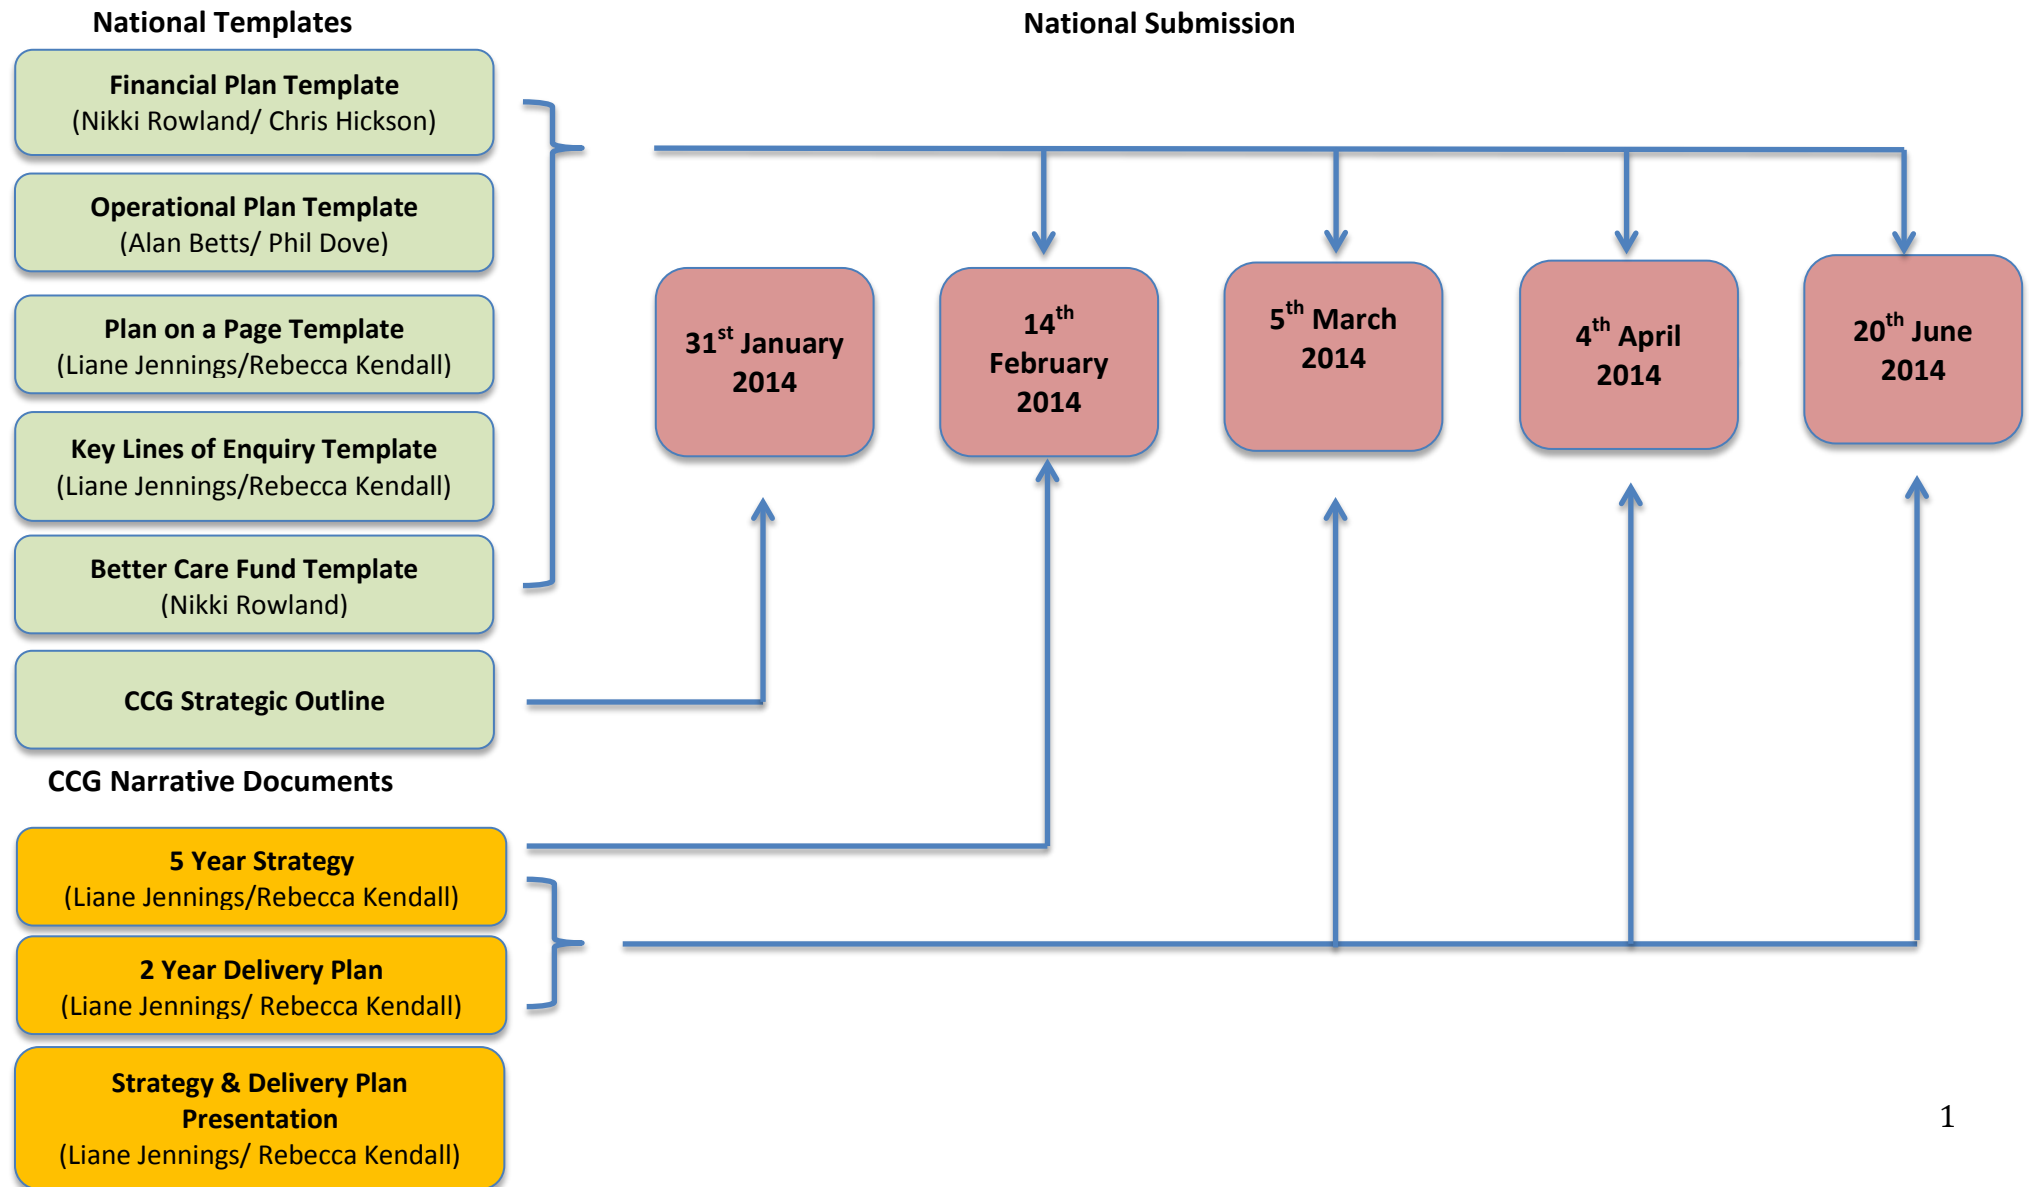 National Templates
National Submission
Financial Plan Template
(Nikki Rowland/ Chris Hickson)
Operational Plan Template
(Alan Betts/ Phil Dove)
Plan on a Page Template
(Liane Jennings/Rebecca Kendall)
Key Lines of Enquiry Template
(Liane Jennings/Rebecca Kendall)
Better Care Fund Template
(Nikki Rowland)
CCG Strategic Outline
31st January
2014
14th
February
2014
5th March
2014
4th April
2014
20th June
2014
CCG Narrative Documents
5 Year Strategy
(Liane Jennings/Rebecca Kendall)
2 Year Delivery Plan
(Liane Jennings/ Rebecca Kendall)
Strategy & Delivery Plan
Presentation
(Liane Jennings/ Rebecca Kendall)
1